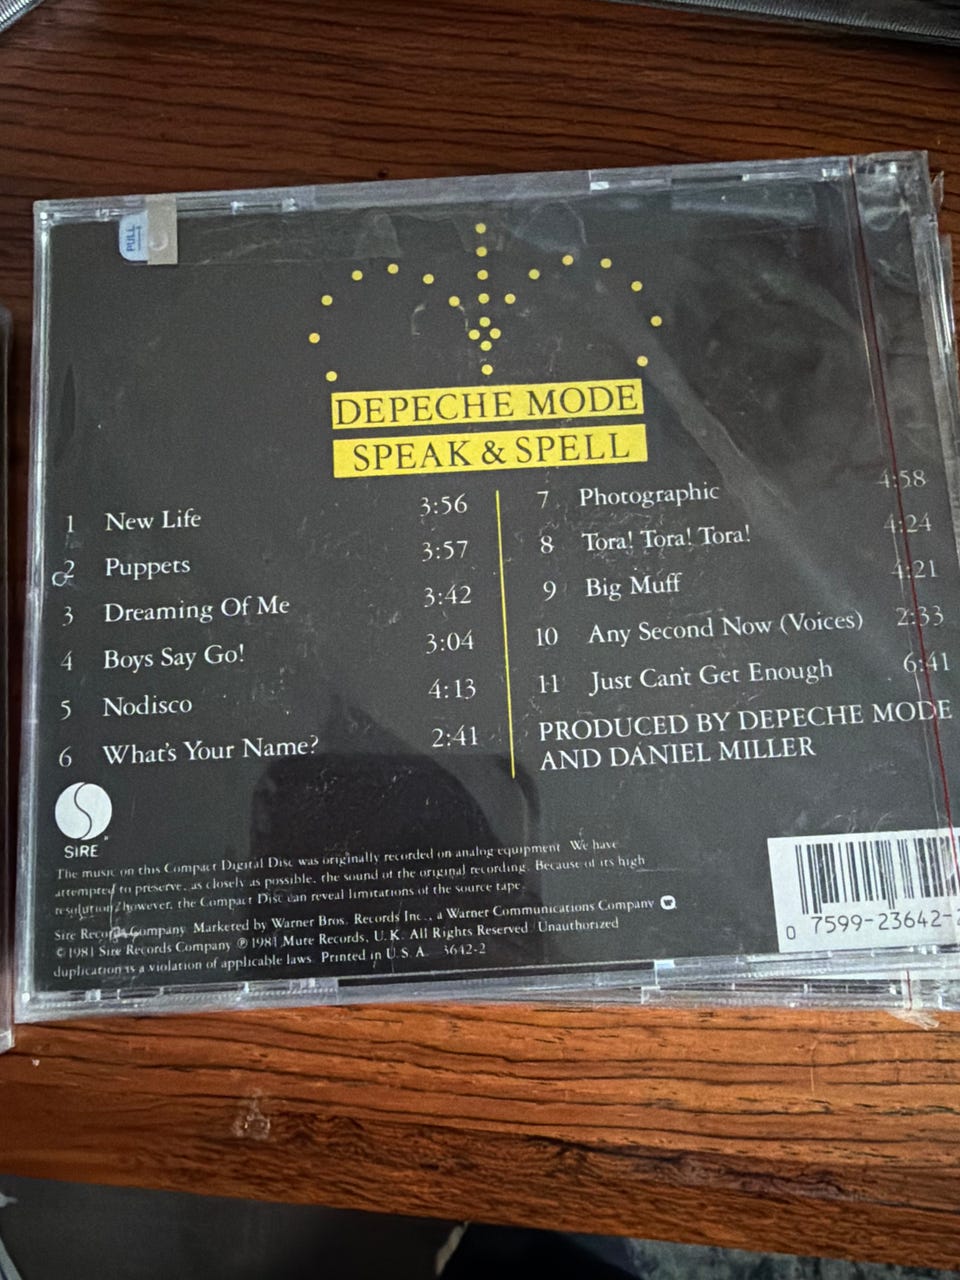 PULL
DEPECHE MODE
SPEAK & SPELL
1 New Life 3:56
2 Puppets 3:57
3 Dreaming Of Me 3:42
4 Boys Say Go! 3:04
5 Nodisco 4:13
6 What's Your Name? 2:41
7 Photographic 4:58
8 Tora! Tora! Tora! 4:24
9 Big Muff 4:21
10 Any Second Now (Voices) 2:33
11 Just Can't Get Enough 6:41
PRODUCED BY DEPECHE MODE
AND DANIEL MILLER
SIRE
The music on this Compact Digital Disc was originally recorded on analog equipment. We have
attempted to preserve, as closely as possible, the sound of the original recording. Because of its high
resolution, however, the Compact Disc can reveal limitations of the source tape.
Sire Records Company. Marketed by Warner Bros. Records Inc., a Warner Communications Company
© 1981 Sire Records Company ℗ 1981 Mute Records, U.K. All Rights Reserved. Unauthorized
duplication is a violation of applicable laws. Printed in U.S.A. 3642-2
0 7599-23642-2